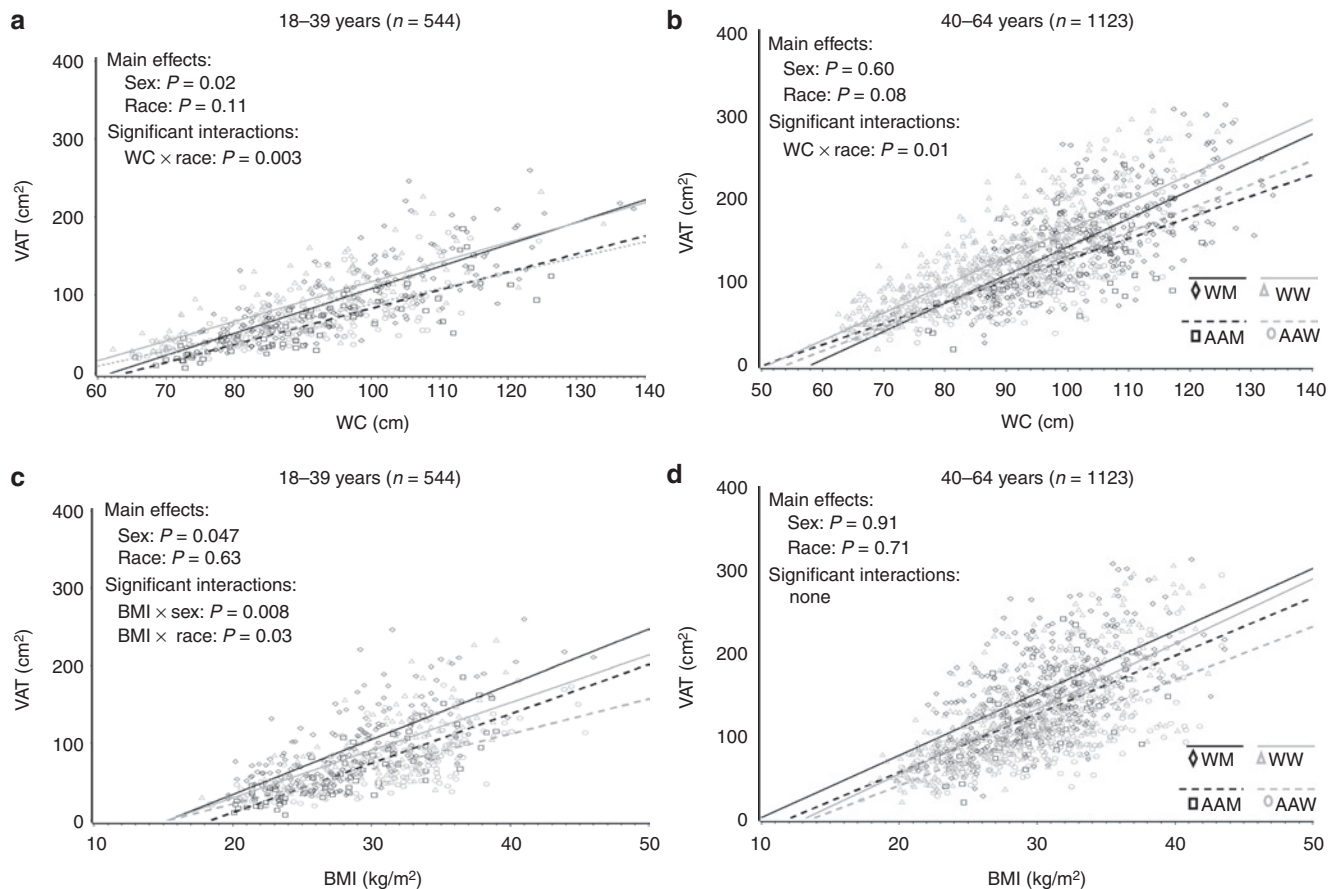 a
18–39 years (n = 544)
Main effects:
Sex: P = 0.02
Race: P = 0.11
Significant interactions:
WC × race: P = 0.003
VAT (cm²)
400
300
200
100
0
60 70 80 90 100 110 120 130 140
WC (cm)
b
40–64 years (n = 1123)
Main effects:
Sex: P = 0.60
Race: P = 0.08
Significant interactions:
WC × race: P = 0.01
VAT (cm²)
400
300
200
100
0
WM WW
AAM AAW
50 60 70 80 90 100 110 120 130 140
WC (cm)
c
18–39 years (n = 544)
Main effects:
Sex: P = 0.047
Race: P = 0.63
Significant interactions:
BMI × sex: P = 0.008
BMI × race: P = 0.03
VAT (cm²)
400
300
200
100
0
10 20 30 40 50
BMI (kg/m²)
d
40–64 years (n = 1123)
Main effects:
Sex: P = 0.91
Race: P = 0.71
Significant interactions:
none
VAT (cm²)
400
300
200
100
0
WM WW
AAM AAW
10 20 30 40 50
BMI (kg/m²)